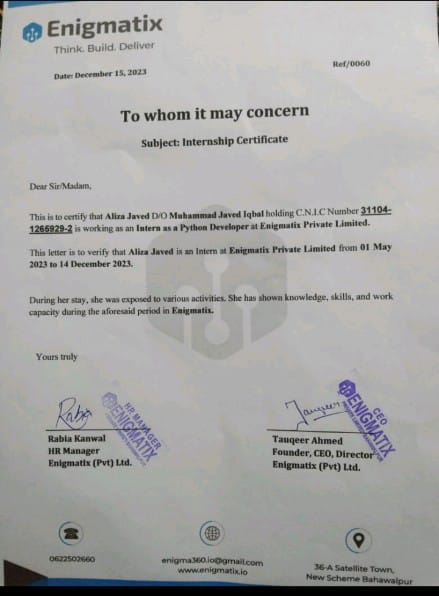 Enigmatix
Think. Build. Deliver
Ref/0060
Date: December 15, 2023
To whom it may concern
Subject: Internship Certificate
Dear Sir/Madam,
This is to certify that Aliza Javed D/O Muhammad Javed Iqbal holding C.N.I.C Number 31104-
1266929-2 is working as an Intern as a Python Developer at Enigmatix Private Limited.
This letter is to verify that Aliza Javed is an Intern at Enigmatix Private Limited from 01 May
2023 to 14 December 2023.
During her stay, she was exposed to various activities. She has shown knowledge, skills, and work
capacity during the aforesaid period in Enigmatix.
Yours truly
Rabia
HR MANAGER
ENIGMATIX
Rabia Kanwal
HR Manager
Enigmatix (Pvt) Ltd.
Tauqeer
CEO
ENIGMATIX
Tauqeer Ahmed
Founder, CEO, Director
Enigmatix (Pvt) Ltd.
0622502660
enigma360.io@gmail.com
www.enigmatix.io
36-A Satellite Town,
New Scheme Bahawalpur